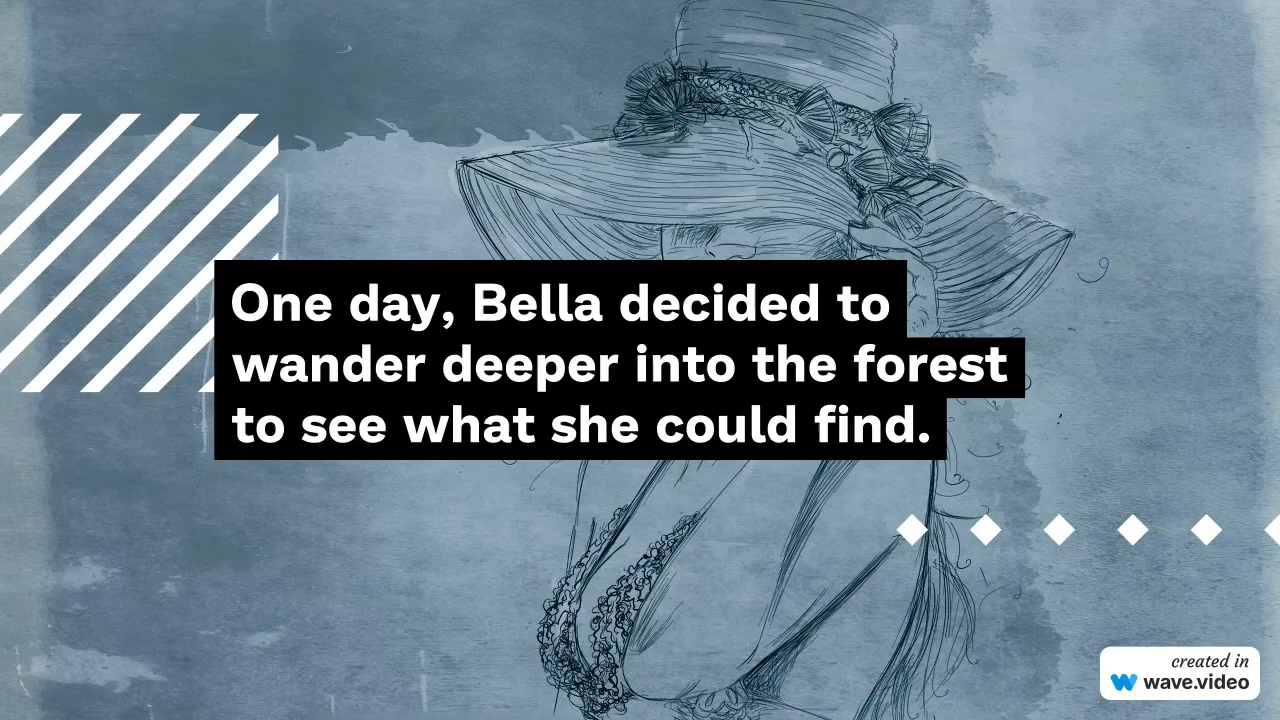 One day, Bella decided to
wander deeper into the forest
to see what she could find.
created in
wave.video